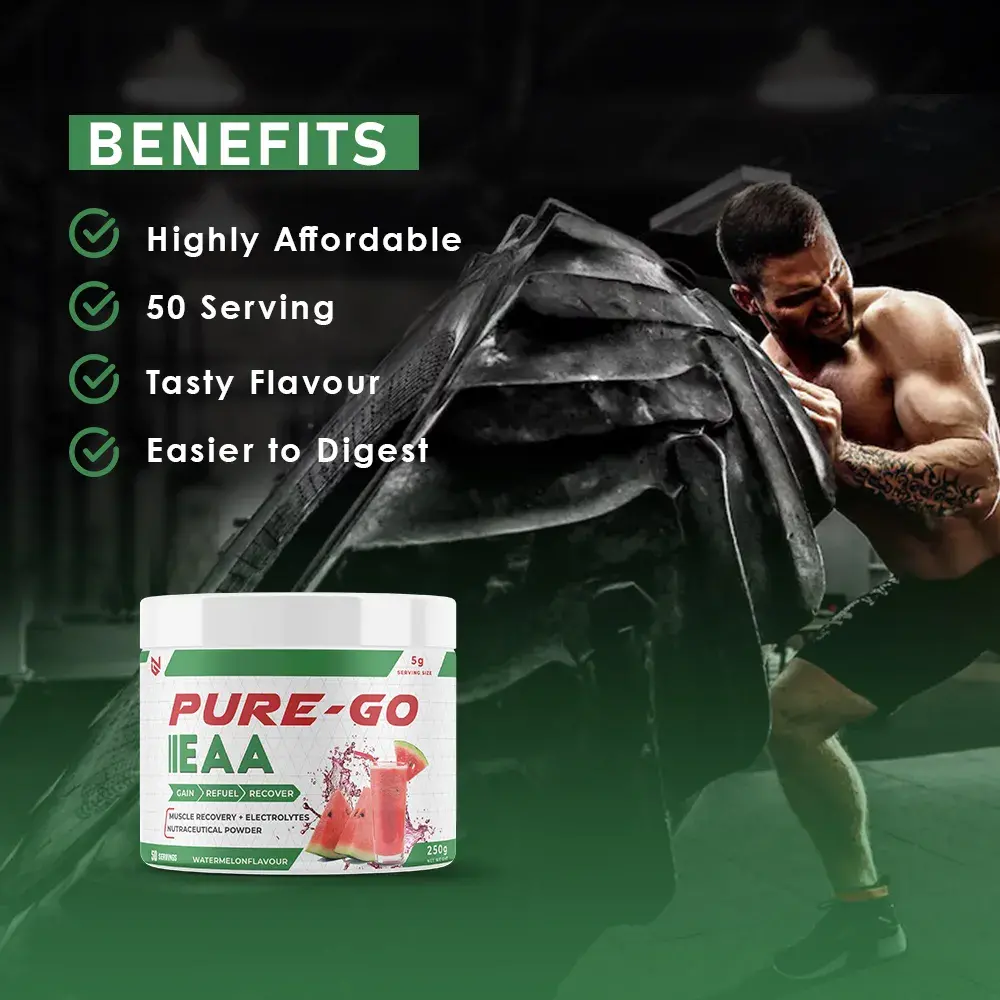 BENEFITS
Highly Affordable
50 Serving
Tasty Flavour
Easier to Digest
5g
SERVING SIZE
PURE-GO
EAA
GAIN REFUEL RECOVER
MUSCLE RECOVERY + ELECTROLYTES
NUTRACEUTICAL POWDER
50 SERVINGS
WATERMELONFLAVOUR
250g